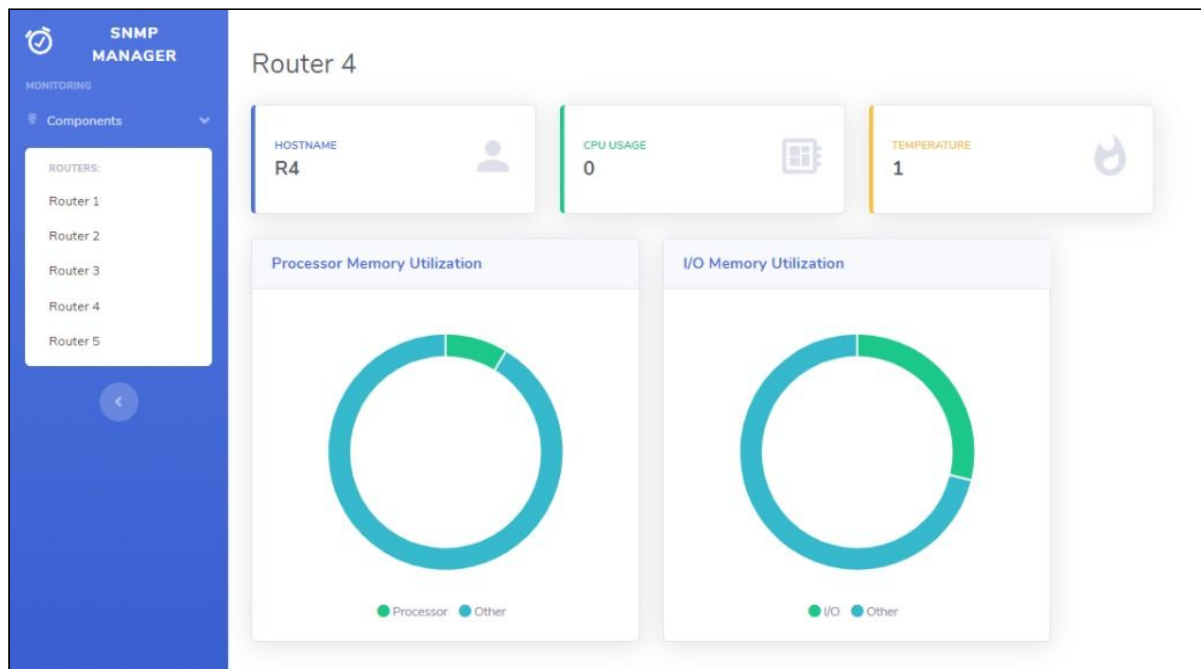 SNMP
MANAGER
MONITORING
Components
ROUTERS:
Router 1
Router 2
Router 3
Router 4
Router 5
Router 4
HOSTNAME
R4
CPU USAGE
0
TEMPERATURE
1
Processor Memory Utilization
Processor Other
I/O Memory Utilization
I/O Other